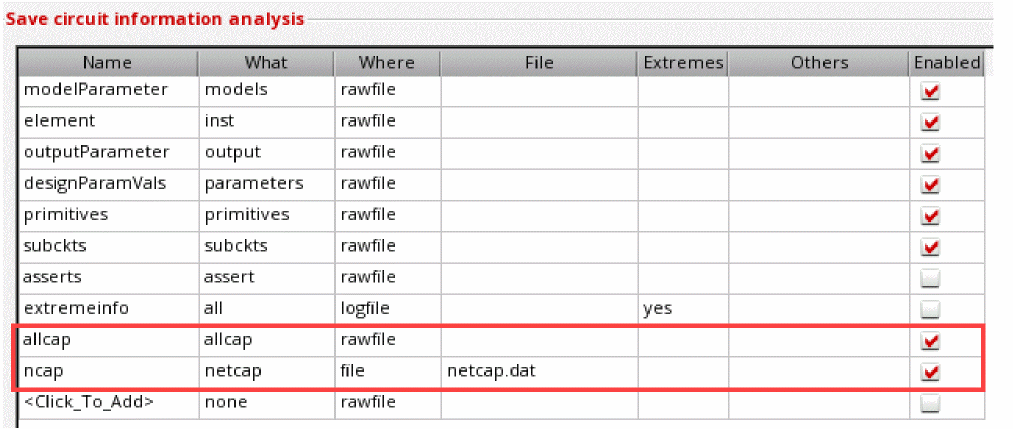 Save circuit information analysis
Name What Where File Extremes Others Enabled
modelParameter models rawfile
element inst rawfile
outputParameter output rawfile
designParamVals parameters rawfile
primitives primitives rawfile
subckts subckts rawfile
asserts assert rawfile
extremeinfo all logfile yes
allcap allcap rawfile
ncap netcap file netcap.dat
<Click_To_Add> none rawfile